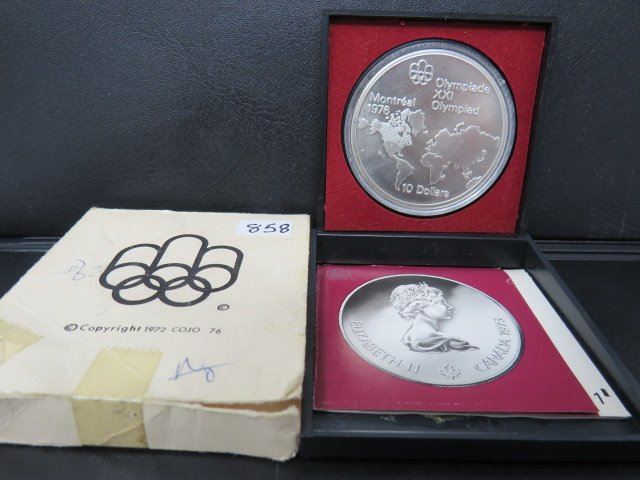 858
© Copyright 1972 COJO 76
Olympiade
XXI
Olympiad
Montréal
1976
10 Dollars
ELIZABETH II
CANADA 1973